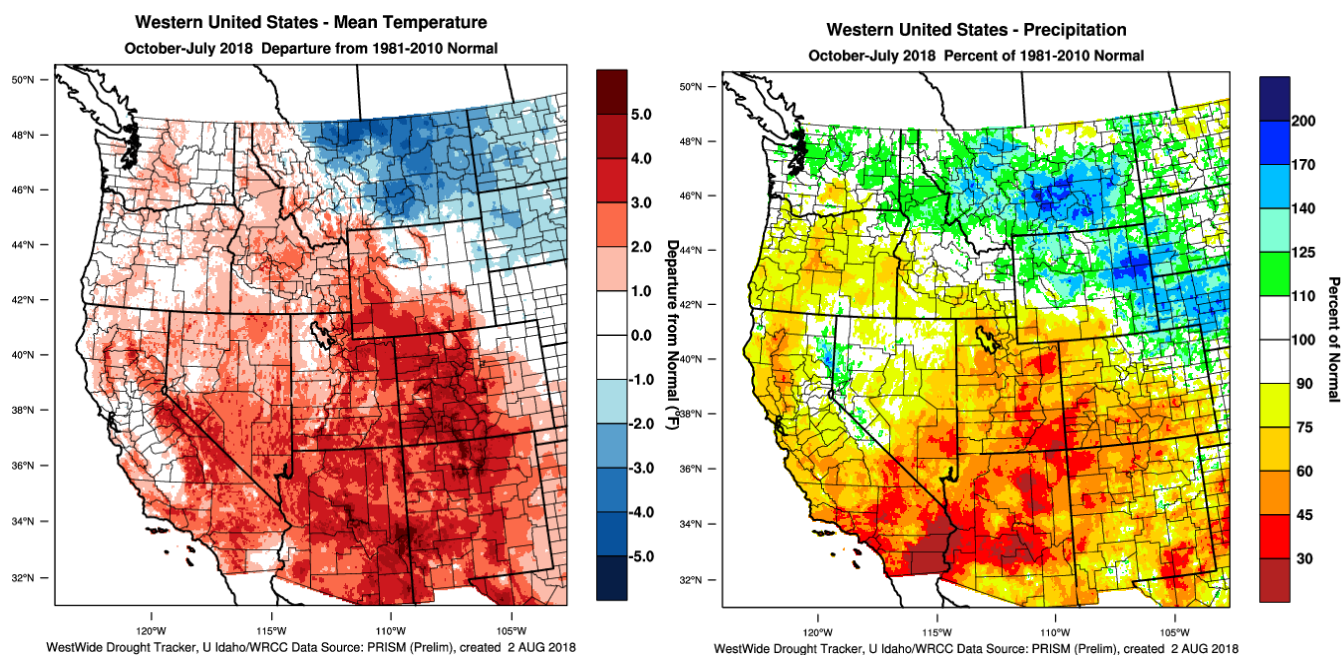 Western United States - Mean Temperature
October-July 2018 Departure from 1981-2010 Normal
50°N
48°N
46°N
44°N
42°N
40°N
38°N
36°N
34°N
32°N
120°W
115°W
110°W
105°W
5.0
4.0
3.0
2.0
1.0
0.0
-1.0
-2.0
-3.0
-4.0
-5.0
Departure from Normal (°F)
WestWide Drought Tracker, U Idaho/WRCC Data Source: PRISM (Prelim), created 2 AUG 2018
Western United States - Precipitation
October-July 2018 Percent of 1981-2010 Normal
50°N
48°N
46°N
44°N
42°N
40°N
38°N
36°N
34°N
32°N
120°W
115°W
110°W
105°W
200
170
140
125
110
100
90
75
60
45
30
Percent of Normal
WestWide Drought Tracker, U Idaho/WRCC Data Source: PRISM (Prelim), created 2 AUG 2018